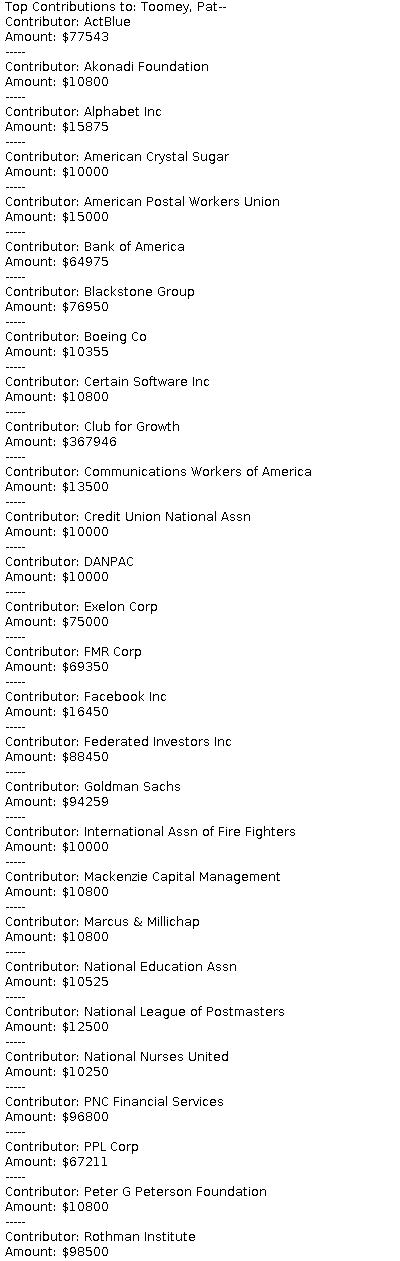 Top Contributions to: Toomey, Pat--
Contributor: ActBlue
Amount: $77543
-----
Contributor: Akonadi Foundation
Amount: $10800
-----
Contributor: Alphabet Inc
Amount: $15875
-----
Contributor: American Crystal Sugar
Amount: $10000
-----
Contributor: American Postal Workers Union
Amount: $15000
-----
Contributor: Bank of America
Amount: $64975
-----
Contributor: Blackstone Group
Amount: $76950
-----
Contributor: Boeing Co
Amount: $10355
-----
Contributor: Certain Software Inc
Amount: $10800
-----
Contributor: Club for Growth
Amount: $367946
-----
Contributor: Communications Workers of America
Amount: $13500
-----
Contributor: Credit Union National Assn
Amount: $10000
-----
Contributor: DANPAC
Amount: $10000
-----
Contributor: Exelon Corp
Amount: $75000
-----
Contributor: FMR Corp
Amount: $69350
-----
Contributor: Facebook Inc
Amount: $16450
-----
Contributor: Federated Investors Inc
Amount: $88450
-----
Contributor: Goldman Sachs
Amount: $94259
-----
Contributor: International Assn of Fire Fighters
Amount: $10000
-----
Contributor: Mackenzie Capital Management
Amount: $10800
-----
Contributor: Marcus & Millichap
Amount: $10800
-----
Contributor: National Education Assn
Amount: $10525
-----
Contributor: National League of Postmasters
Amount: $12500
-----
Contributor: National Nurses United
Amount: $10250
-----
Contributor: PNC Financial Services
Amount: $96800
-----
Contributor: PPL Corp
Amount: $67211
-----
Contributor: Peter G Peterson Foundation
Amount: $10800
-----
Contributor: Rothman Institute
Amount: $98500